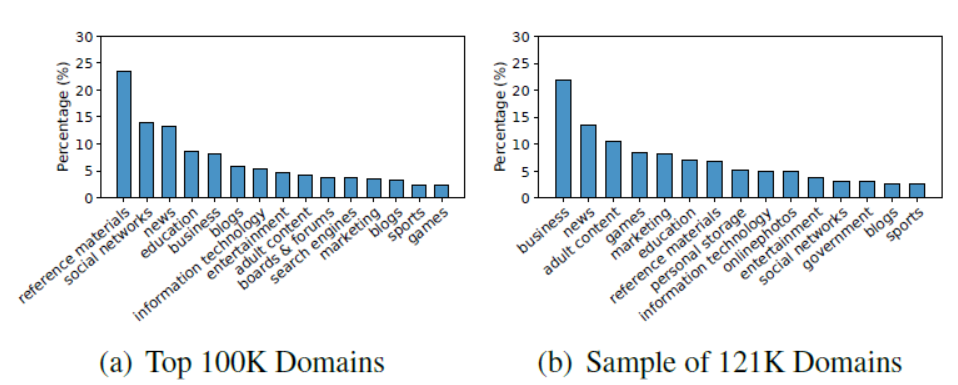 30
25
20
15
10
5
0
Percentage (%)
reference materials
social networks
news
education
business
blogs
information technology
entertainment
adult content
boards & forums
search engines
marketing
blogs
sports
games
(a) Top 100K Domains
30
25
20
15
10
5
0
Percentage (%)
business
news
adult content
games
marketing
education
reference materials
personal storage
information technology
onlinephotos
entertainment
social networks
government
blogs
sports
(b) Sample of 121K Domains